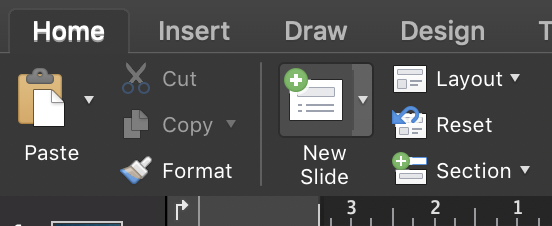 Home Insert Draw Design T
Cut
Copy
Format
Paste
New
Slide
Layout
Reset
Section
3 2 1